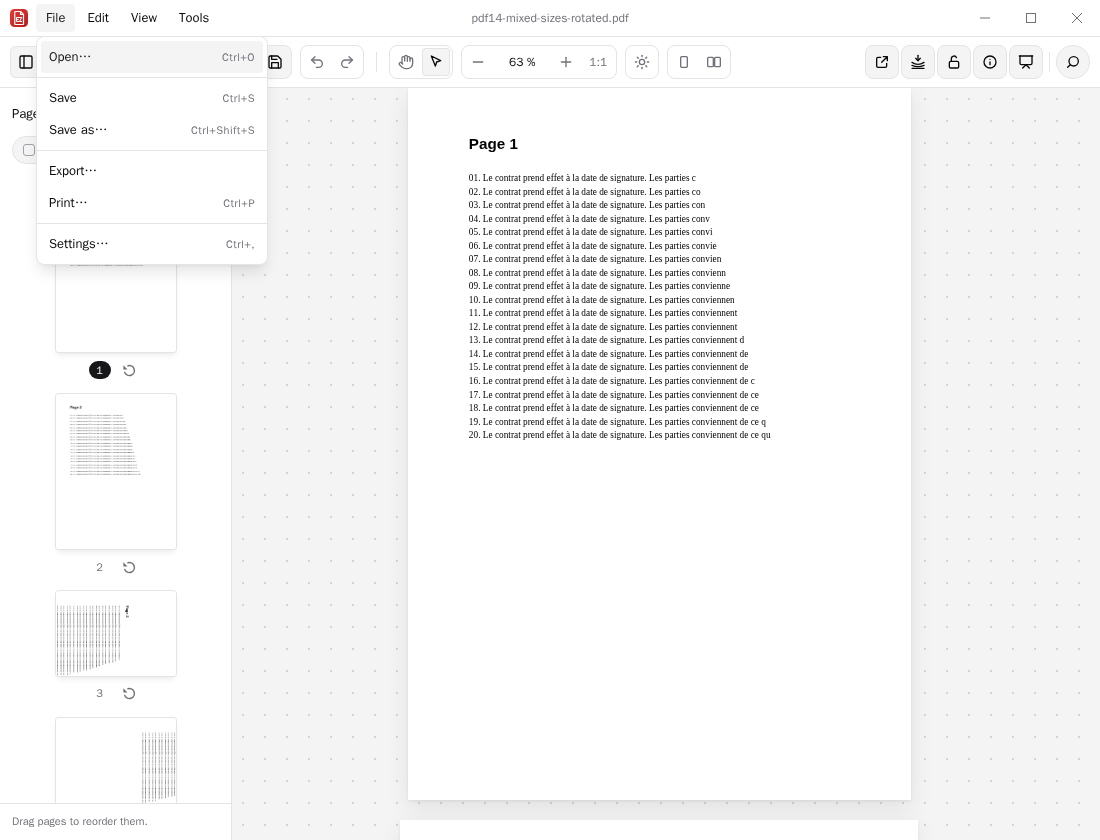 File Edit View Tools
pdf14-mixed-sizes-rotated.pdf
Open··· Ctrl+O
Save Ctrl+S
Save as··· Ctrl+Shift+S
Export···
Print··· Ctrl+P
Settings··· Ctrl+,
63 %
1:1
Page
1
Page 2
2
3
Drag pages to reorder them.
Page 1
01. Le contrat prend effet à la date de signature. Les parties c
02. Le contrat prend effet à la date de signature. Les parties co
03. Le contrat prend effet à la date de signature. Les parties con
04. Le contrat prend effet à la date de signature. Les parties conv
05. Le contrat prend effet à la date de signature. Les parties convi
06. Le contrat prend effet à la date de signature. Les parties convie
07. Le contrat prend effet à la date de signature. Les parties convien
08. Le contrat prend effet à la date de signature. Les parties convienn
09. Le contrat prend effet à la date de signature. Les parties convienne
10. Le contrat prend effet à la date de signature. Les parties conviennen
11. Le contrat prend effet à la date de signature. Les parties conviennent
12. Le contrat prend effet à la date de signature. Les parties conviennent
13. Le contrat prend effet à la date de signature. Les parties conviennent d
14. Le contrat prend effet à la date de signature. Les parties conviennent de
15. Le contrat prend effet à la date de signature. Les parties conviennent de
16. Le contrat prend effet à la date de signature. Les parties conviennent de c
17. Le contrat prend effet à la date de signature. Les parties conviennent de ce
18. Le contrat prend effet à la date de signature. Les parties conviennent de ce
19. Le contrat prend effet à la date de signature. Les parties conviennent de ce q
20. Le contrat prend effet à la date de signature. Les parties conviennent de ce qu